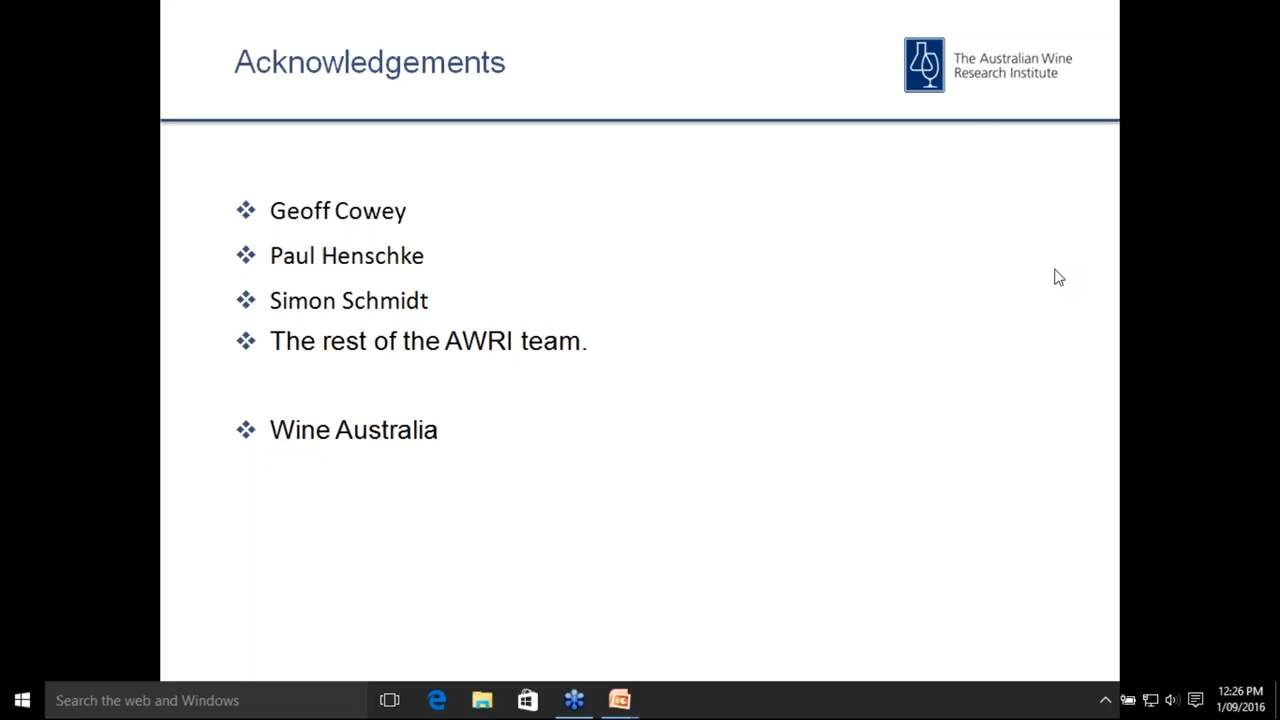 Acknowledgements
The Australian Wine
Research Institute
Geoff Cowey
Paul Henschke
Simon Schmidt
The rest of the AWRI team.
Wine Australia
Search the web and Windows
12:26 PM
1/09/2016